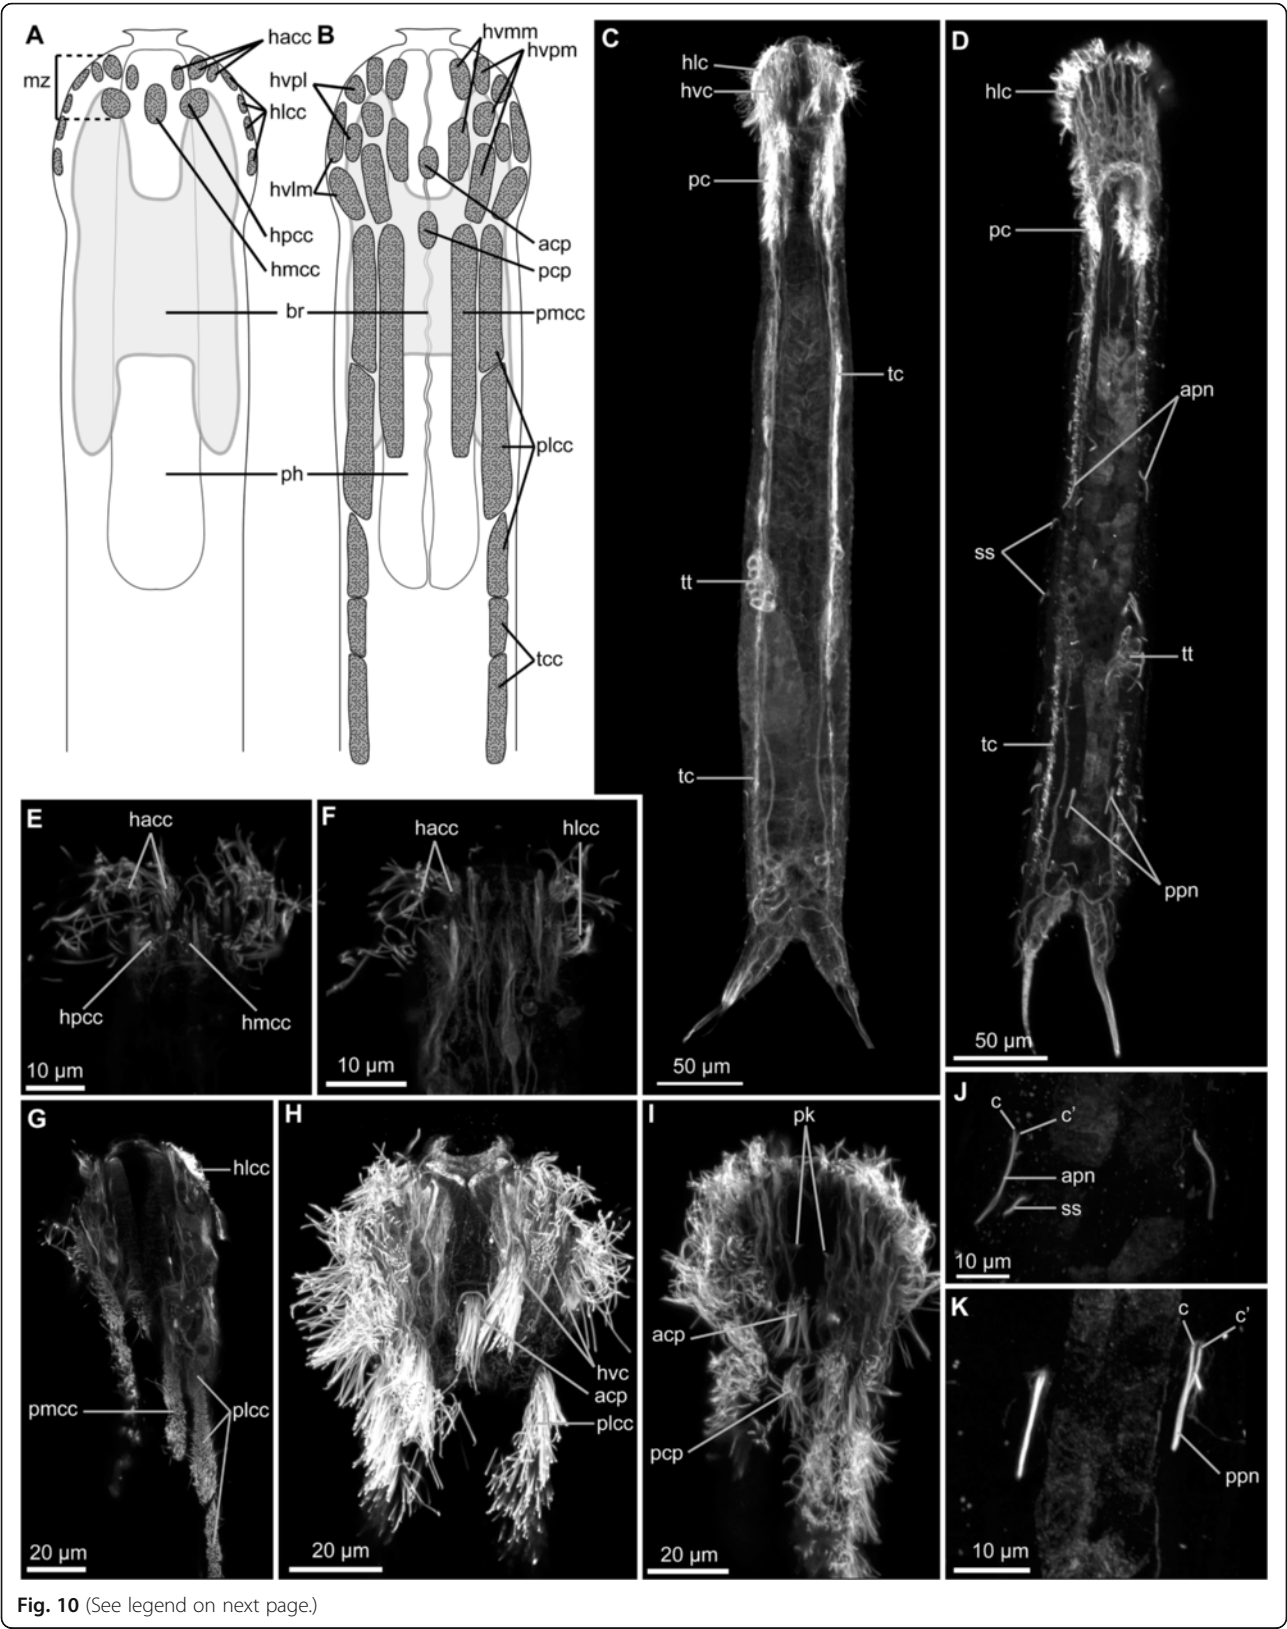 A
hacc
mz
hlcc
hpcc
hmcc
br
ph
B
hvmm
hvpm
hvpl
hvlm
acp
pcp
pmcc
plcc
tcc
C
hlc
hvc
pc
tc
tt
tc
50 µm
D
hlc
pc
apn
ss
tt
tc
ppn
50 µm
E
hacc
hpcc
hmcc
10 µm
F
hacc
hlcc
10 µm
G
hlcc
pmcc
plcc
20 µm
H
hvc
acp
plcc
20 µm
I
pk
acp
pcp
20 µm
J
c
c’
apn
ss
10 µm
K
c
c’
ppn
10 µm
Fig. 10 (See legend on next page.)